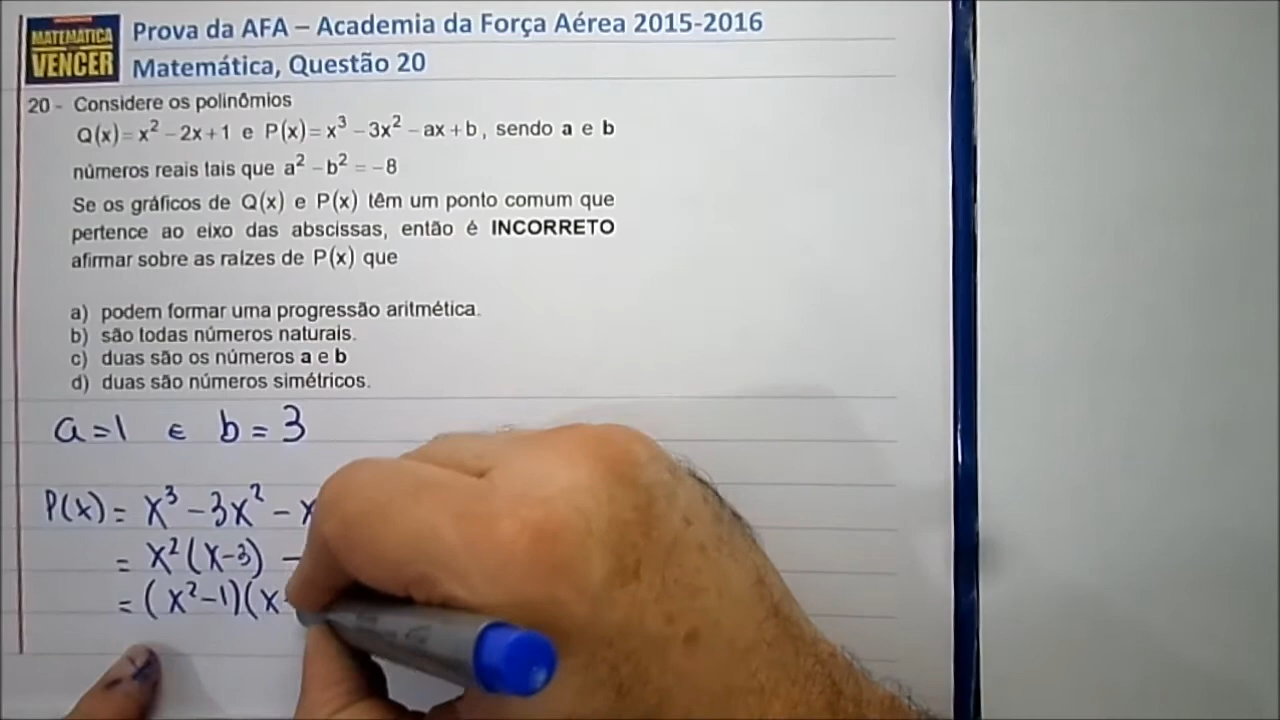 MATEMÁTICA
VENCER
Prova da AFA – Academia da Força Aérea 2015-2016
Matemática, Questão 20
20 - Considere os polinômios
Q(x) = x² − 2x + 1 e P(x) = x³ − 3x² − ax + b, sendo a e b
números reais tais que a² − b² = −8
Se os gráficos de Q(x) e P(x) têm um ponto comum que
pertence ao eixo das abscissas, então é INCORRETO
afirmar sobre as raízes de P(x) que
a) podem formar uma progressão aritmética.
b) são todas números naturais.
c) duas são os números a e b
d) duas são números simétricos.
a = 1 e b = 3
P(x) = x³ − 3x² − x
= x²(x−3) −
= (x²−1)(x-